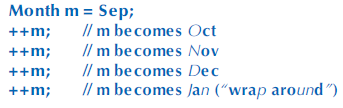 Month m = Sep;
++m; // m becomes Oct
++m; // m becomes Nov
++m; // m becomes Dec
++m; // m becomes Jan (“wrap around”)